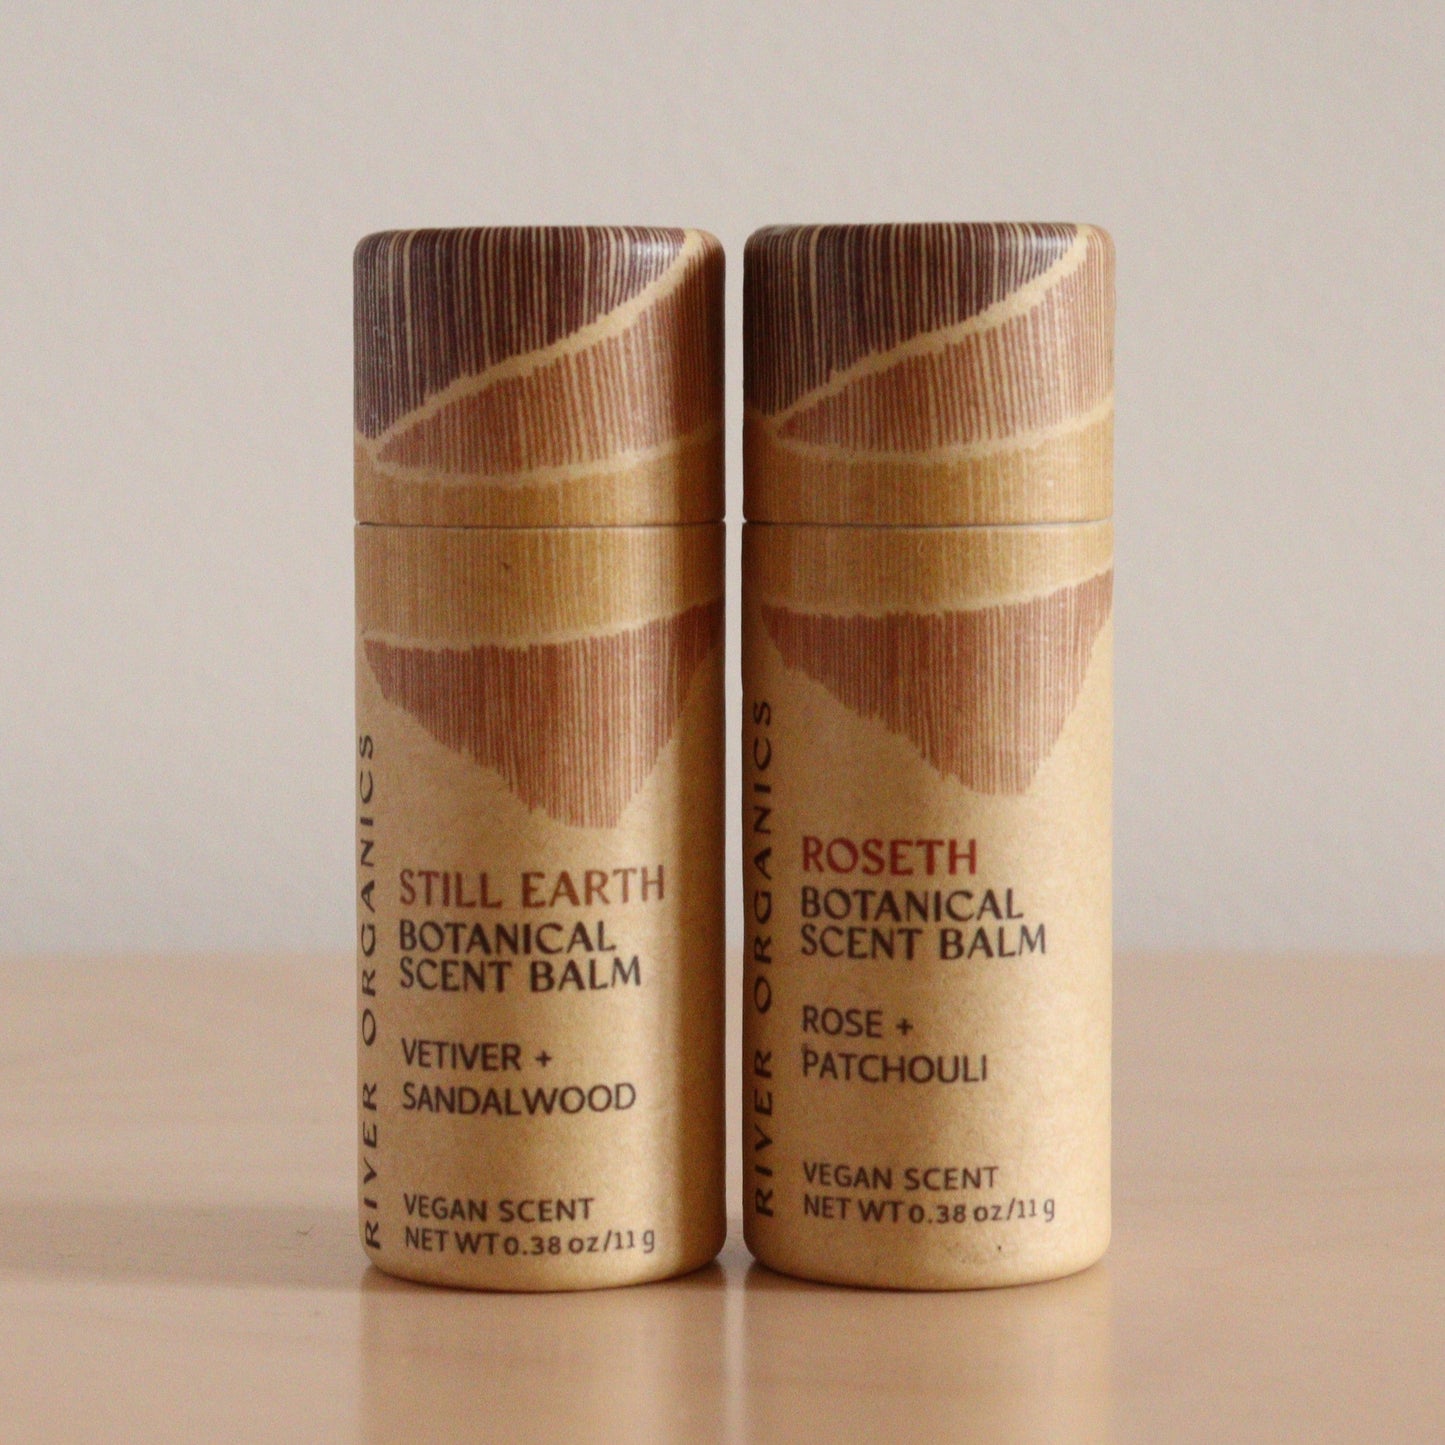 RIVER ORGANICS
STILL EARTH
BOTANICAL
SCENT BALM
VETIVER +
SANDALWOOD
VEGAN SCENT
NET WT 0.38 oz/11 g
RIVER ORGANICS
ROSETH
BOTANICAL
SCENT BALM
ROSE +
PATCHOULI
VEGAN SCENT
NET WT 0.38 oz/11 g